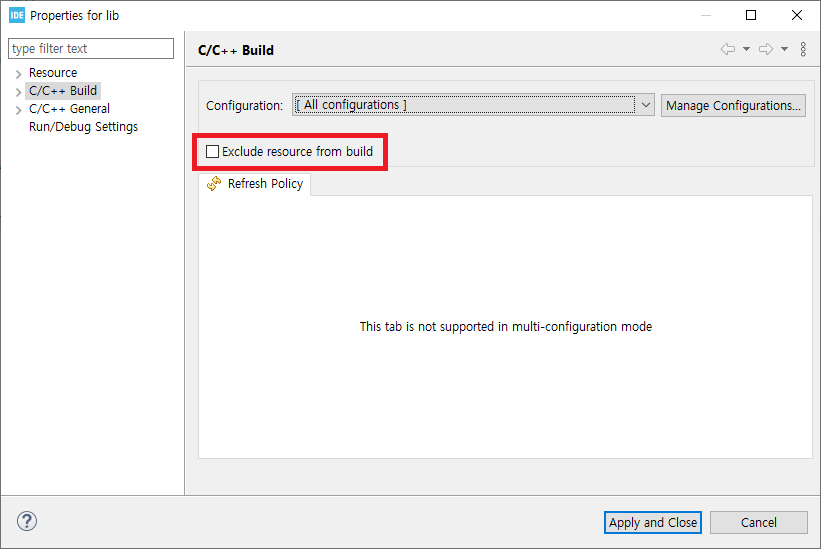 IDE Properties for lib
type filter text
Resource
C/C++ Build
C/C++ General
Run/Debug Settings
C/C++ Build
Configuration: [ All configurations ] Manage Configurations...
Exclude resource from build
Refresh Policy
This tab is not supported in multi-configuration mode
? Apply and Close Cancel